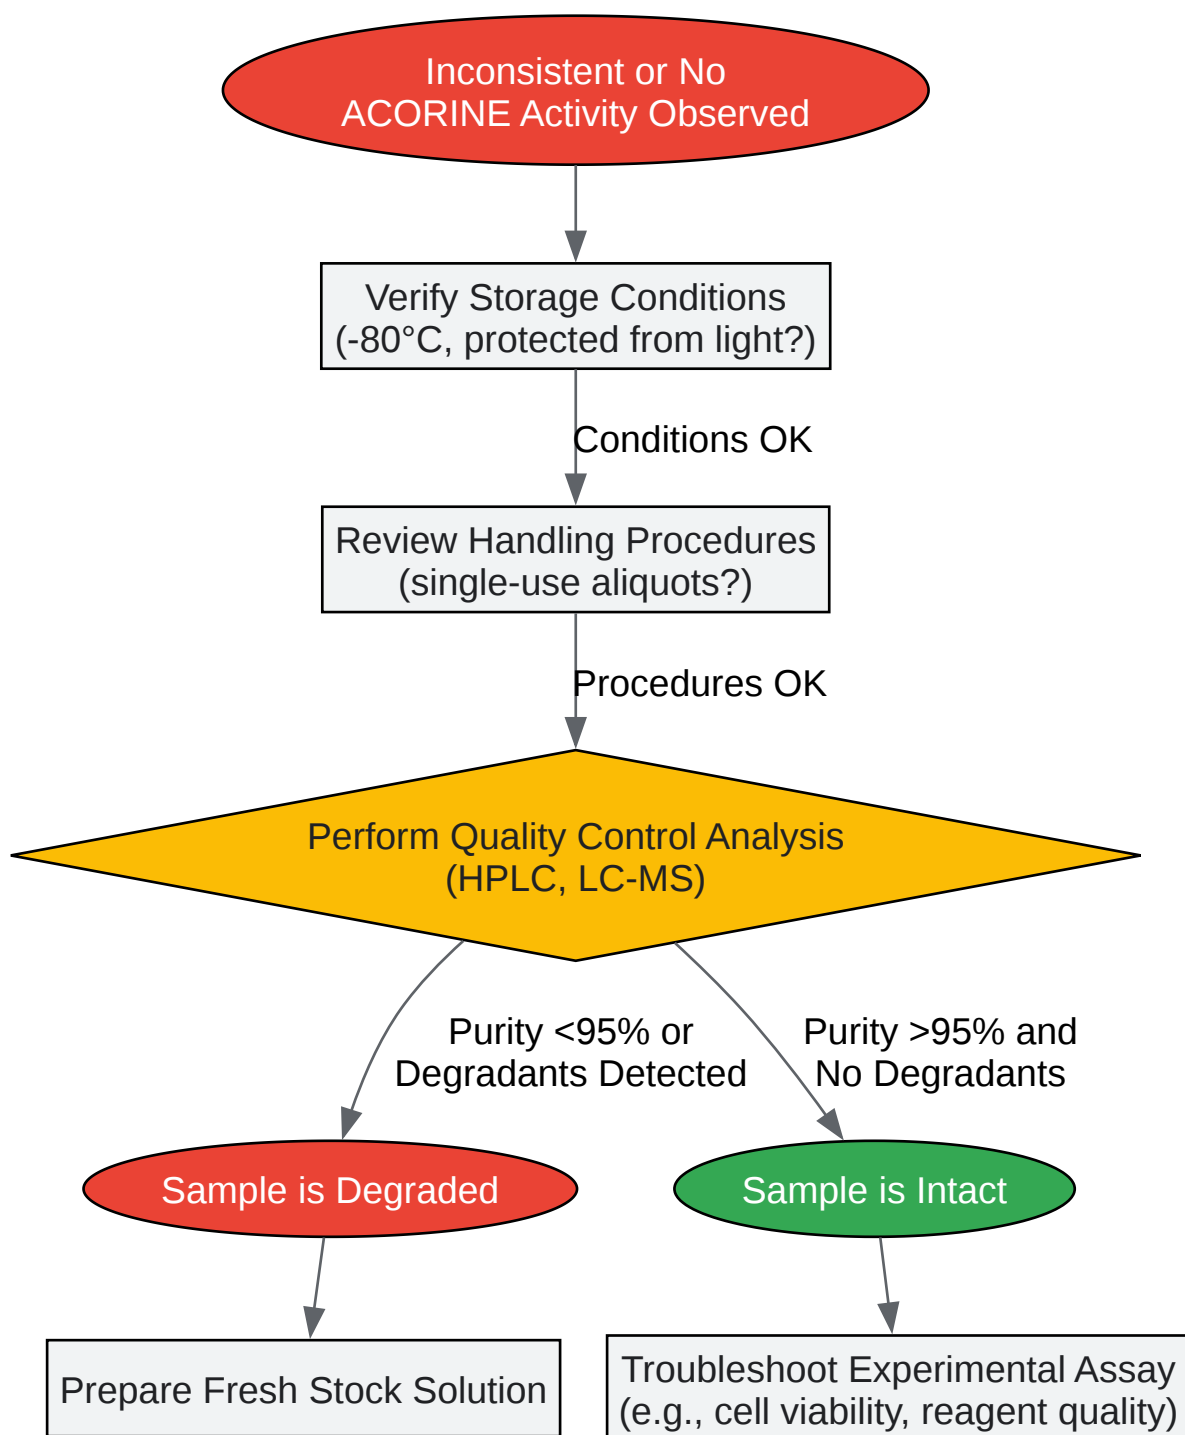 Inconsistent or No
ACORINE Activity Observed
Verify Storage Conditions
(-80°C, protected from light?)
Conditions OK
Review Handling Procedures
(single-use aliquots?)
Procedures OK
Perform Quality Control Analysis
(HPLC, LC-MS)
Purity <95% or
Degradants Detected
Purity >95% and
No Degradants
Sample is Degraded
Sample is Intact
Prepare Fresh Stock Solution
Troubleshoot Experimental Assay
(e.g., cell viability, reagent quality)